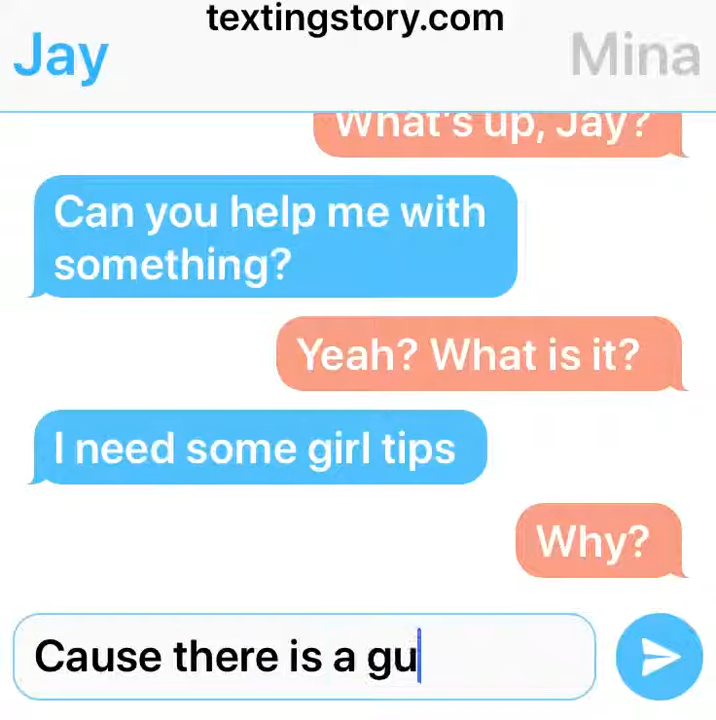 textingstory.com
Jay
Mina
What's up, Jay?
Can you help me with
something?
Yeah? What is it?
I need some girl tips
Why?
Cause there is a gu